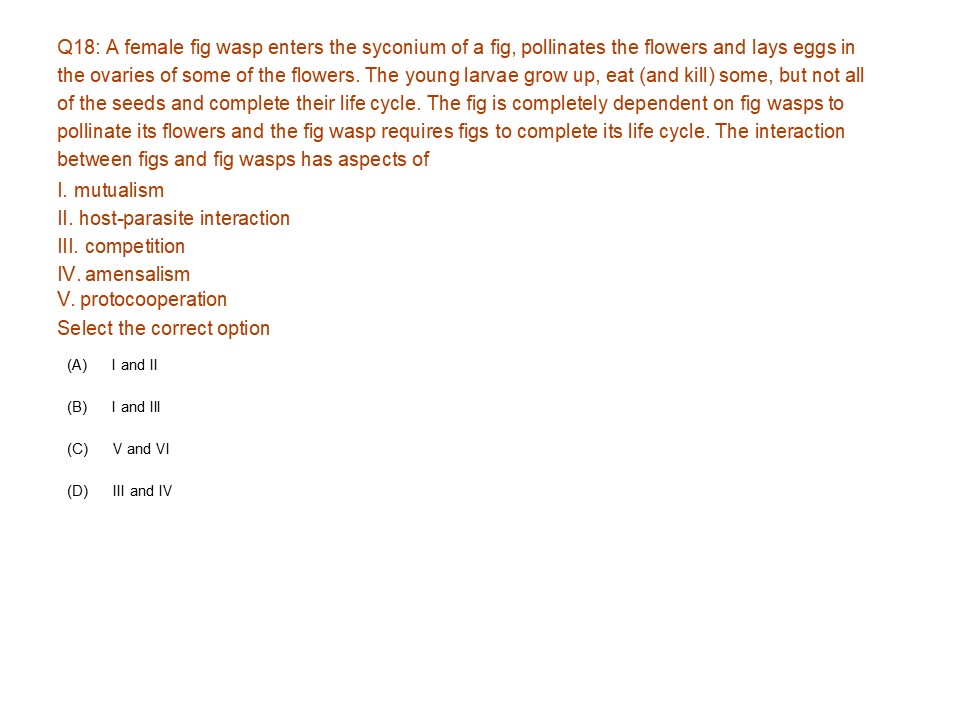 Q18: A female fig wasp enters the syconium of a fig, pollinates the flowers and lays eggs in
the ovaries of some of the flowers. The young larvae grow up, eat (and kill) some, but not all
of the seeds and complete their life cycle. The fig is completely dependent on fig wasps to
pollinate its flowers and the fig wasp requires figs to complete its life cycle. The interaction
between figs and fig wasps has aspects of
I. mutualism
II. host-parasite interaction
III. competition
IV. amensalism
V. protocooperation
Select the correct option
(A) I and II
(B) I and III
(C) V and VI
(D) III and IV